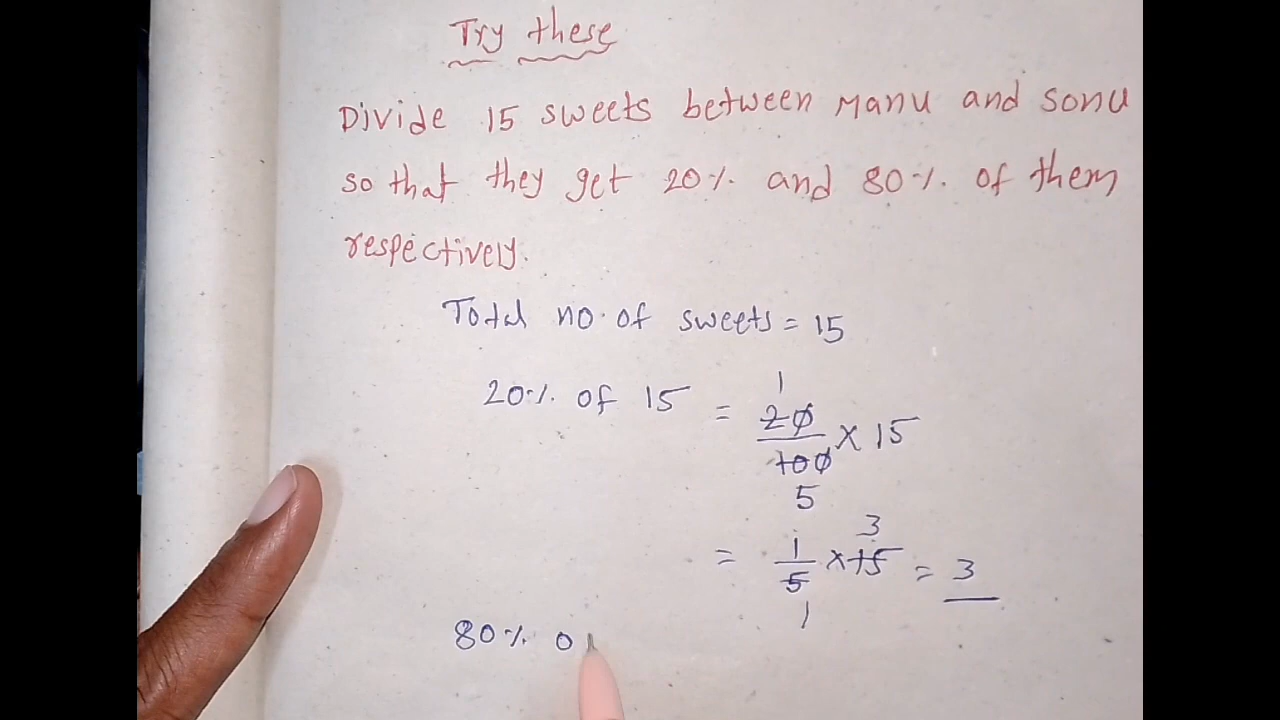 Try these
Divide 15 sweets between Manu and Sonu
so that they get 20% and 80% of them
respectively.
Total no. of sweets = 15
20% of 15 = 20/100 × 15
1
5
= 1/5 × 15 = 3
3
1
80% o